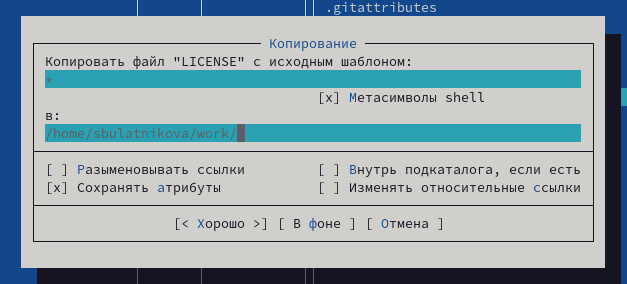 .gitattributes
Копирование
Копировать файл "LICENSE" с исходным шаблоном:
*
[x] Метасимволы shell
в:
/home/sbulatnikova/work/
[ ] Разыменовывать ссылки [ ] Внутрь подкаталога, если есть
[x] Сохранять атрибуты [ ] Изменять относительные ссылки
[< Хорошо >] [ В фоне ] [ Отмена ]